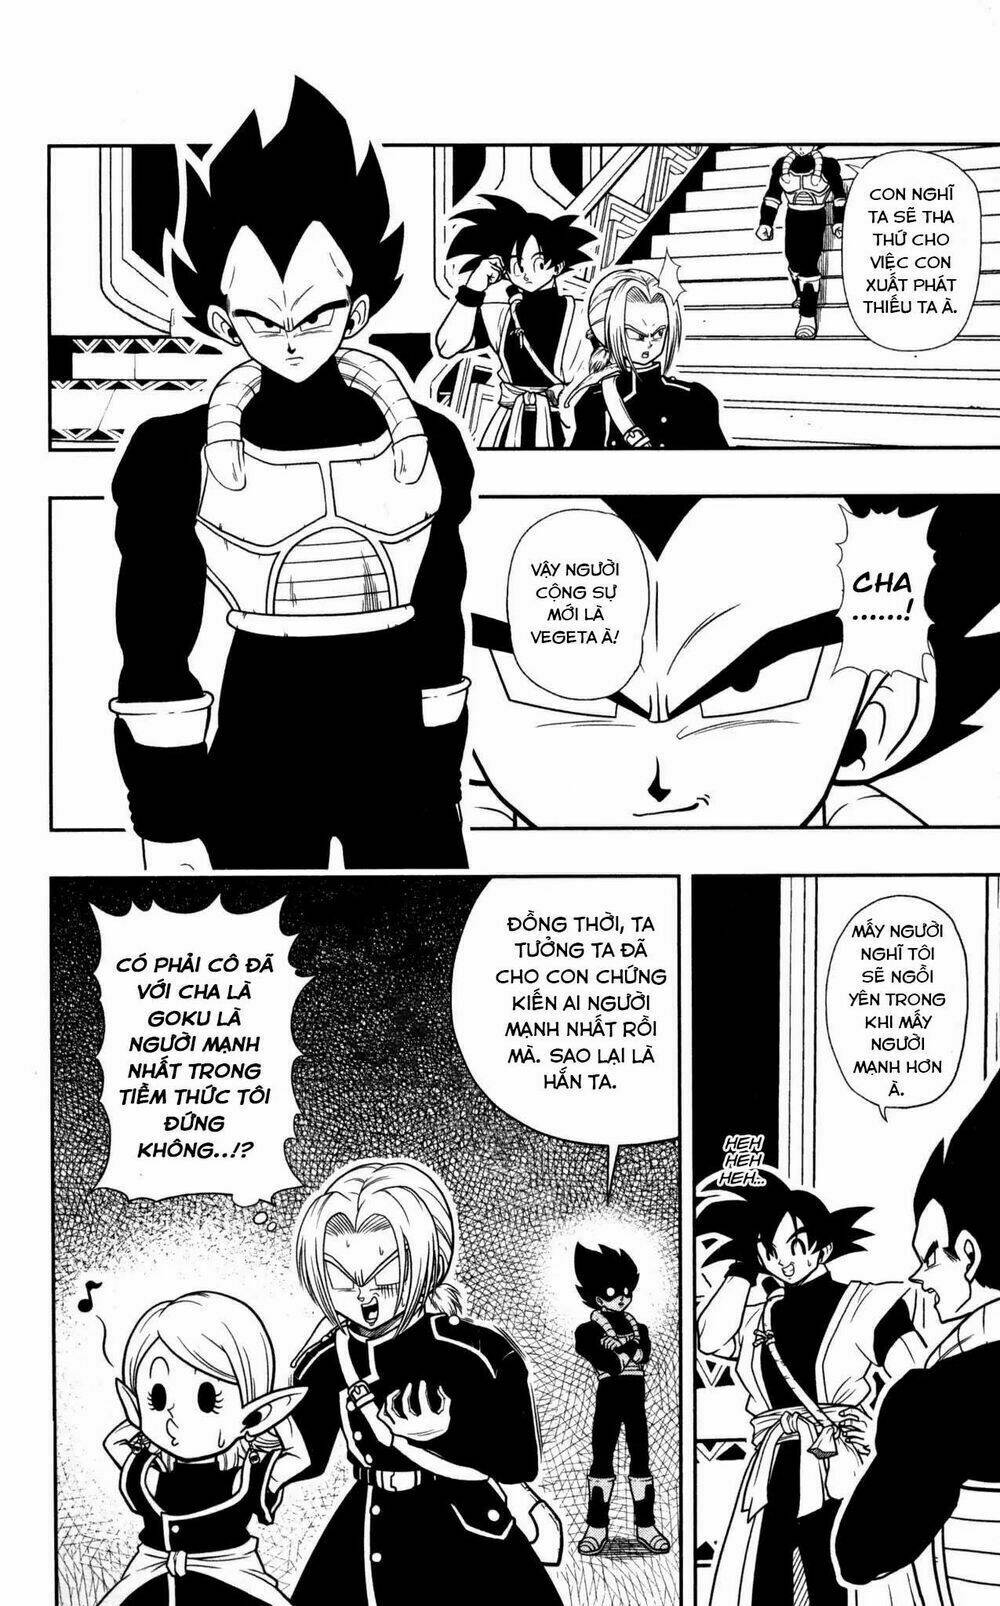 CON NGHĨ
TA SẼ THA
THỨ CHO
VIỆC CON
XUẤT PHÁT
THIẾU TA À.
CHA
......!
VẬY NGƯỜI
CỘNG SỰ
MỚI LÀ
VEGETA À!
MẤY NGƯỜI
NGHĨ TÔI
SẼ NGỒI
YÊN TRONG
KHI MẤY
NGƯỜI
MẠNH HƠN
À.
HEH
HEH
HEH...
ĐỒNG THỜI, TA
TƯỞNG TA ĐÃ
CHO CON CHỨNG
KIẾN AI NGƯỜI
MẠNH NHẤT RỒI
MÀ. SAO LẠI LÀ
HẮN TA.
CÓ PHẢI CÔ ĐÃ
VỚI CHA LÀ
GOKU LÀ
NGƯỜI MẠNH
NHẤT TRONG
TIỀM THỨC TÔI
ĐỨNG
KHÔNG..!?